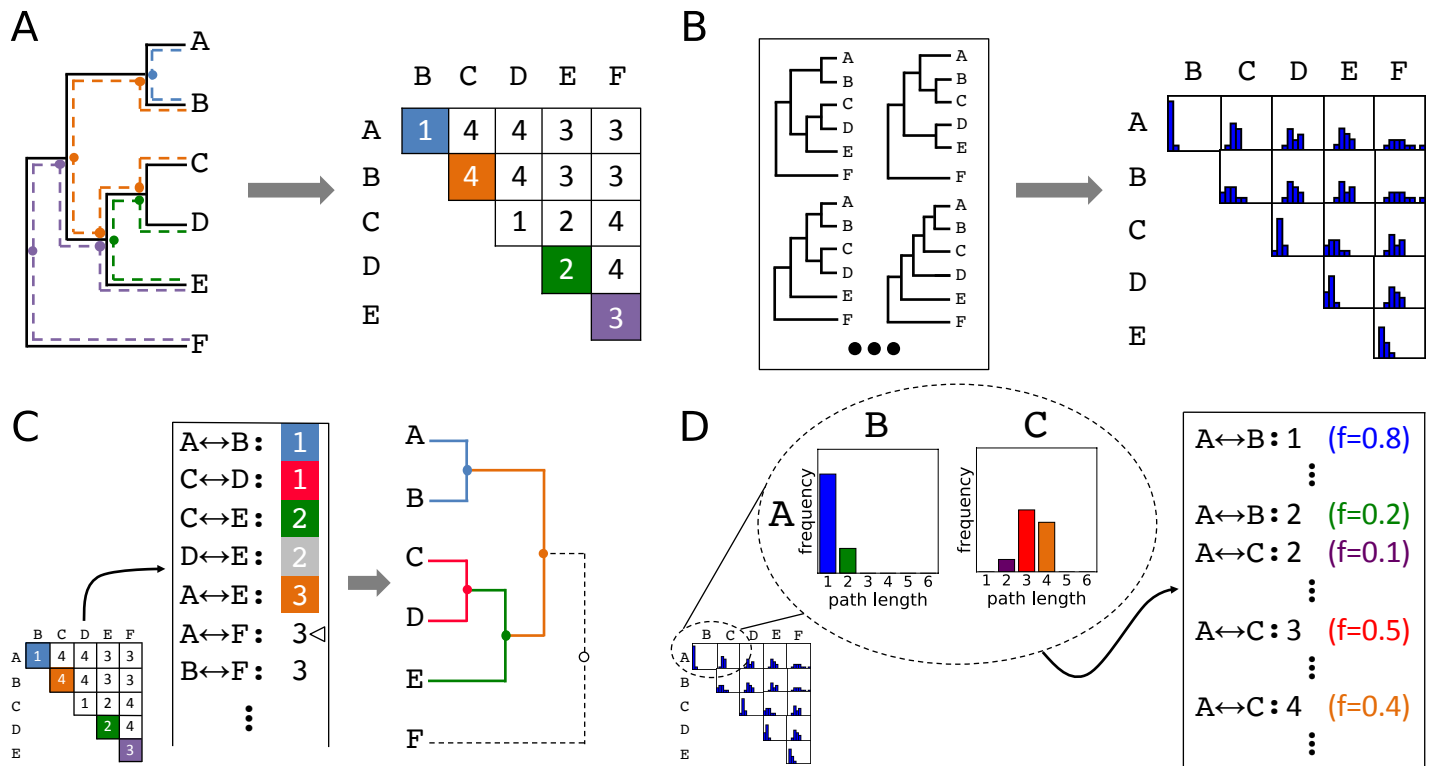 A
A
B
C
D
E
F
B C D E F
A 1 4 4 3 3
B 4 4 3 3
C 1 2 4
D 2 4
E 3
B
A
B
C
D
E
F
A
B
C
D
E
F
A
B
C
D
E
F
A
B
C
D
E
F
B C D E F
A
B
C
D
E
C
A↔B: 1
C↔D: 1
C↔E: 2
D↔E: 2
A↔E: 3
A↔F: 3
B↔F: 3
B C D E F
A 1 4 4 3 3
B 4 4 3 3
C 1 2 4
D 2 4
E 3
A
B
C
D
E
F
D
B C
A
frequency
1 2 3 4 5 6
path length
frequency
1 2 3 4 5 6
path length
B C D E F
A
B
C
D
E
A↔B: 1 (f=0.8)
A↔B: 2 (f=0.2)
A↔C: 2 (f=0.1)
A↔C: 3 (f=0.5)
A↔C: 4 (f=0.4)